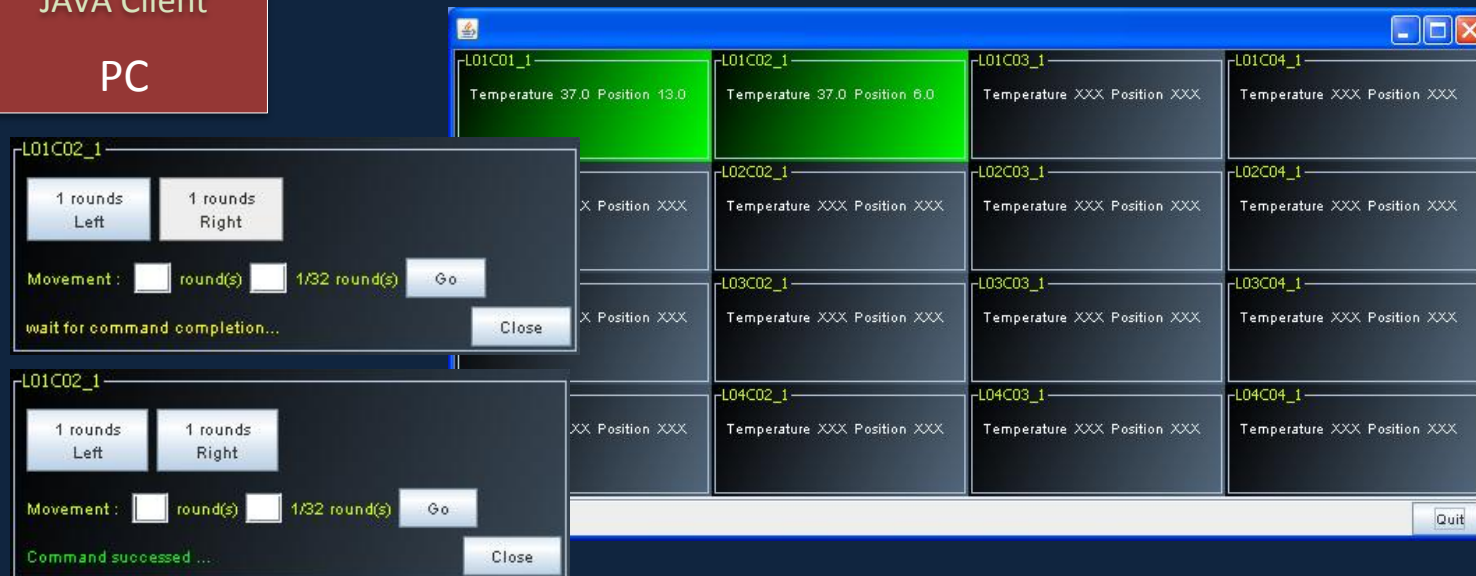 JAVA Client
PC
L01C01_1
Temperature 37.0 Position 13.0
L01C02_1
Temperature 37.0 Position 6.0
L01C03_1
Temperature XXX Position XXX
L01C04_1
Temperature XXX Position XXX
X Position XXX
L02C02_1
Temperature XXX Position XXX
L02C03_1
Temperature XXX Position XXX
L02C04_1
Temperature XXX Position XXX
X Position XXX
L03C02_1
Temperature XXX Position XXX
L03C03_1
Temperature XXX Position XXX
L03C04_1
Temperature XXX Position XXX
XX Position XXX
L04C02_1
Temperature XXX Position XXX
L04C03_1
Temperature XXX Position XXX
L04C04_1
Temperature XXX Position XXX
Quit
L01C02_1
1 rounds
Left
1 rounds
Right
Movement : round(s) 1/32 round(s) Go
wait for command completion...
Close
L01C02_1
1 rounds
Left
1 rounds
Right
Movement : round(s) 1/32 round(s) Go
Command successed ...
Close